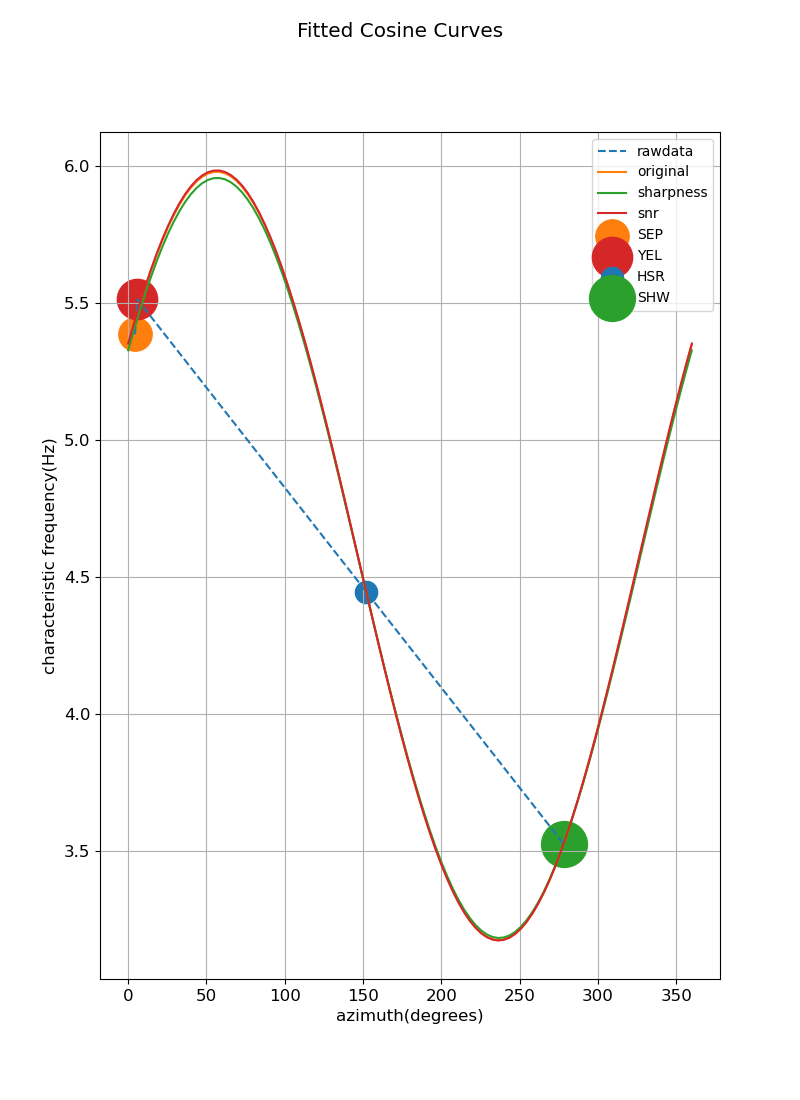 Fitted Cosine Curves
rawdata
original
sharpness
snr
SEP
YEL
HSR
SHW
characteristic frequency(Hz)
6.0
5.5
5.0
4.5
4.0
3.5
0 50 100 150 200 250 300 350
azimuth(degrees)